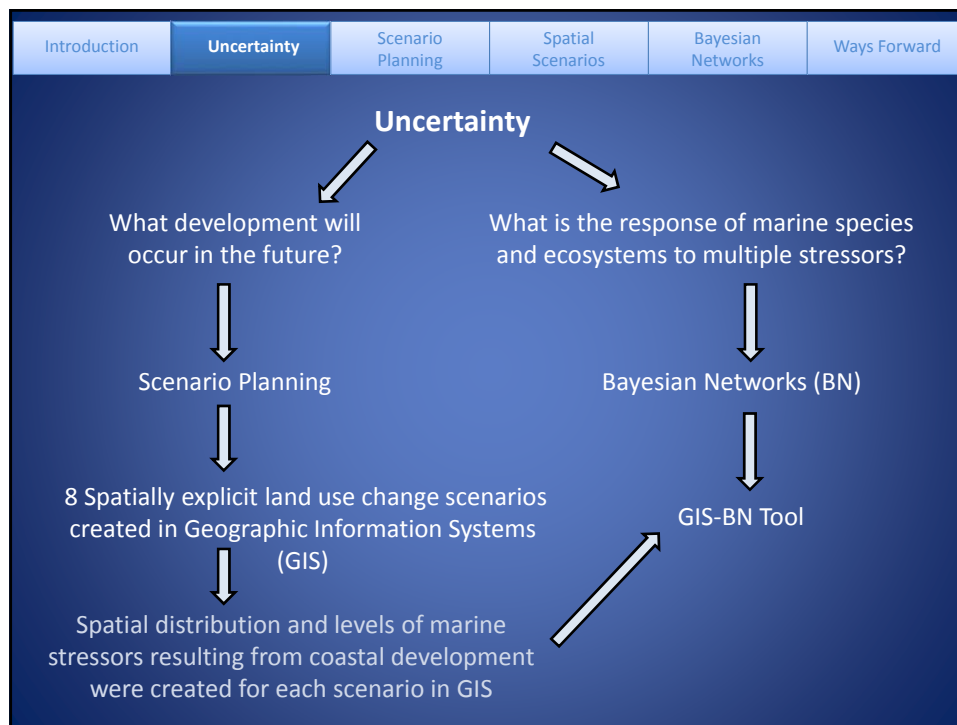 Introduction
Uncertainty
Scenario
Planning
Spatial
Scenarios
Bayesian
Networks
Ways Forward
Uncertainty
What development will
occur in the future?
What is the response of marine species
and ecosystems to multiple stressors?
Scenario Planning
Bayesian Networks (BN)
8 Spatially explicit land use change scenarios
created in Geographic Information Systems
(GIS)
GIS-BN Tool
Spatial distribution and levels of marine
stressors resulting from coastal development
were created for each scenario in GIS